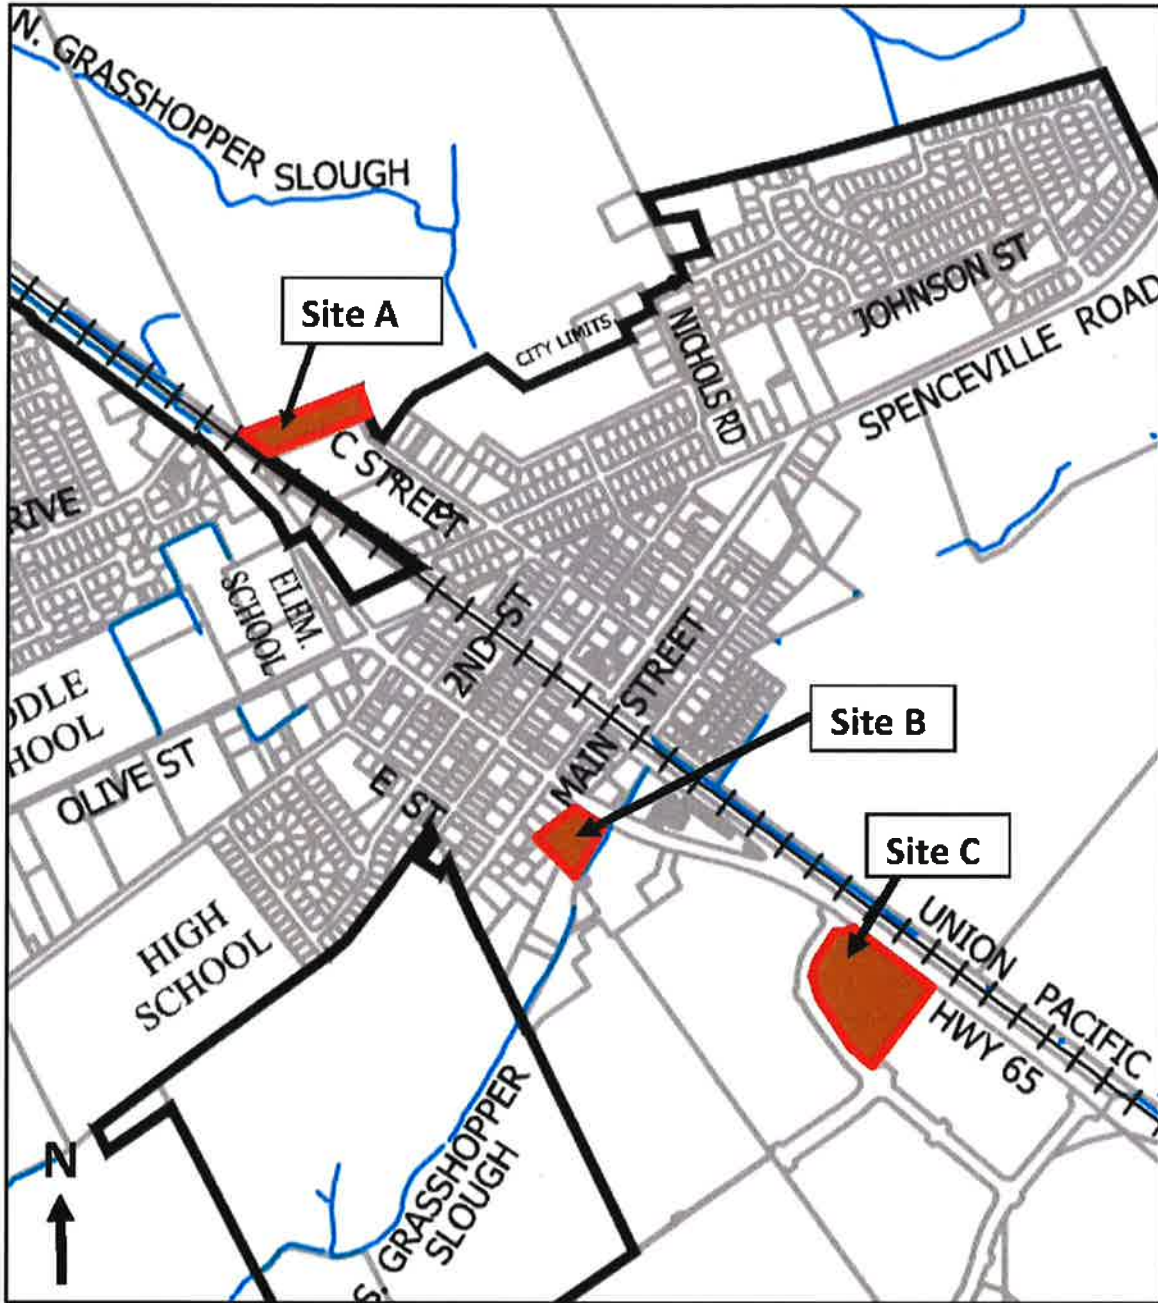 N. GRASSHOPPER SLOUGH
Site A
CITY LIMITS
JOHNSON ST
NICHOLS RD
SPENCEVILLE ROAD
C STREET
RIVE
ELEM.
SCHOOL
2ND ST
DDLE
HOOL
MAIN STREET
Site B
OLIVE ST
E ST
Site C
HIGH
SCHOOL
UNION PACIFIC
HWY 65
S. GRASSHOPPER
SLOUGH
N